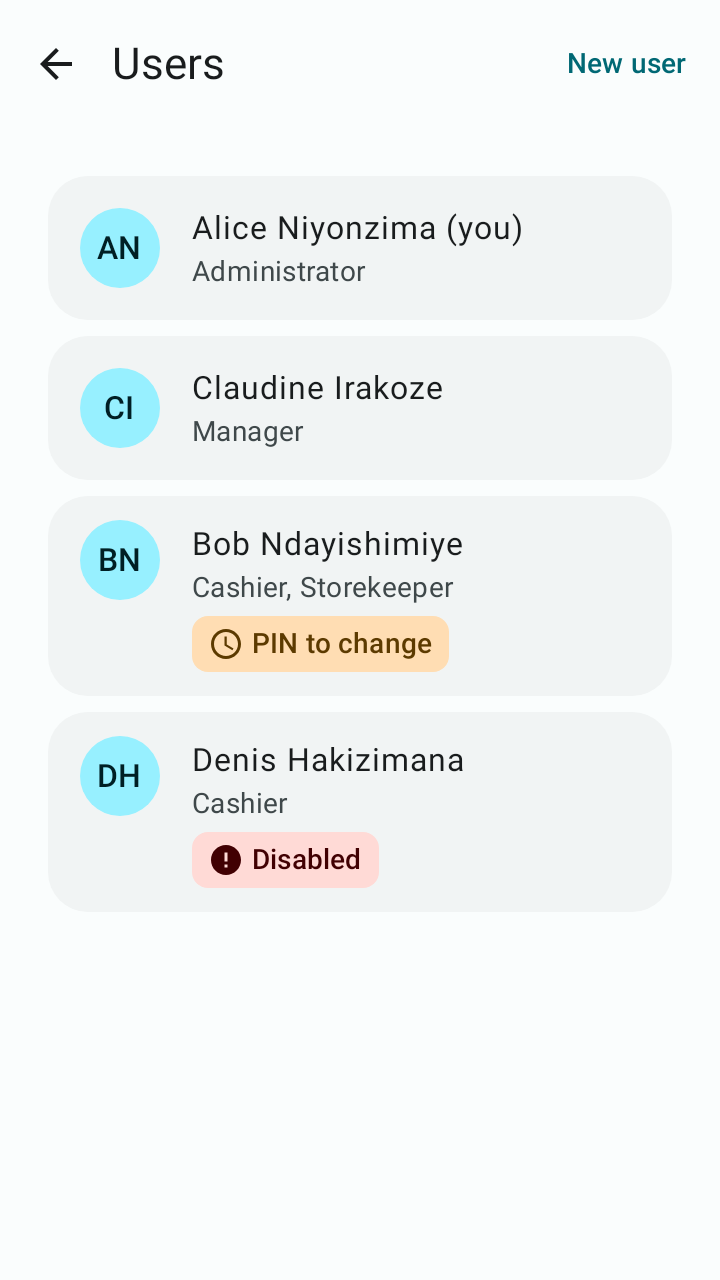 Users
New user
AN
Alice Niyonzima (you)
Administrator
CI
Claudine Irakoze
Manager
BN
Bob Ndayishimiye
Cashier, Storekeeper
PIN to change
DH
Denis Hakizimana
Cashier
Disabled